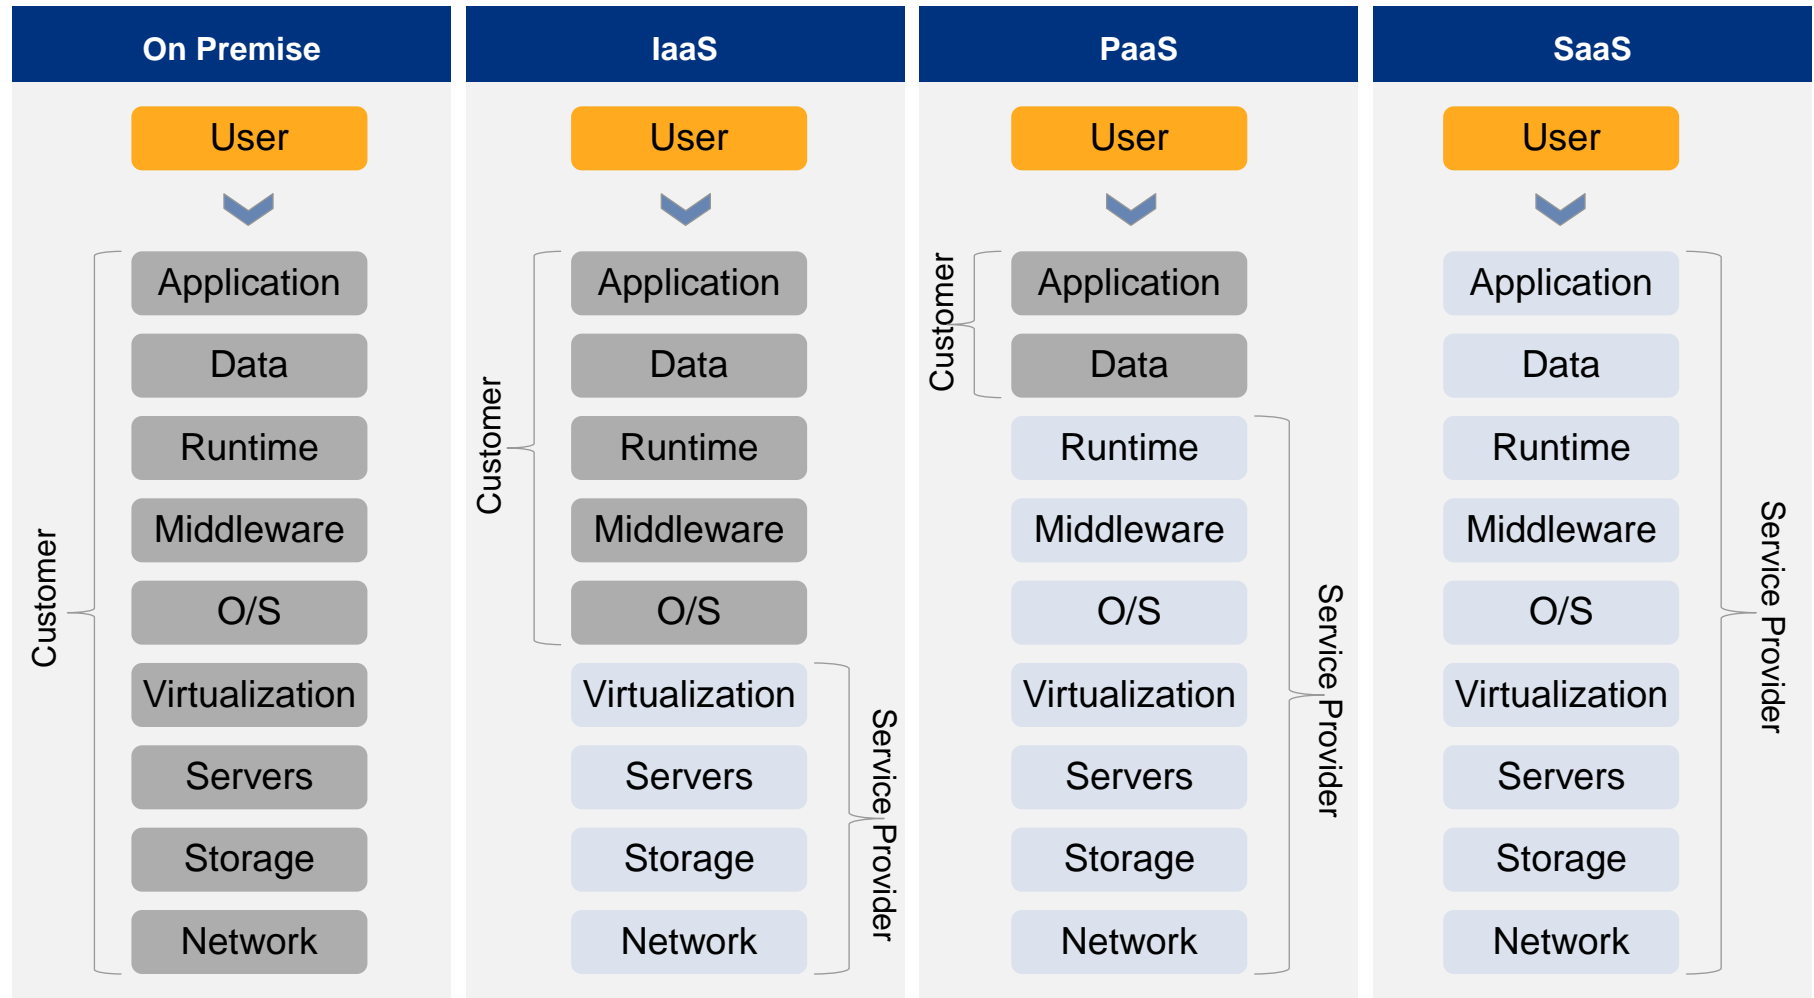 On Premise
User
Application
Data
Runtime
Middleware
O/S
Virtualization
Servers
Storage
Network
Customer
IaaS
User
Application
Data
Runtime
Middleware
O/S
Virtualization
Servers
Storage
Network
Customer
Service Provider
PaaS
User
Application
Data
Runtime
Middleware
O/S
Virtualization
Servers
Storage
Network
Customer
Service Provider
SaaS
User
Application
Data
Runtime
Middleware
O/S
Virtualization
Servers
Storage
Network
Service Provider